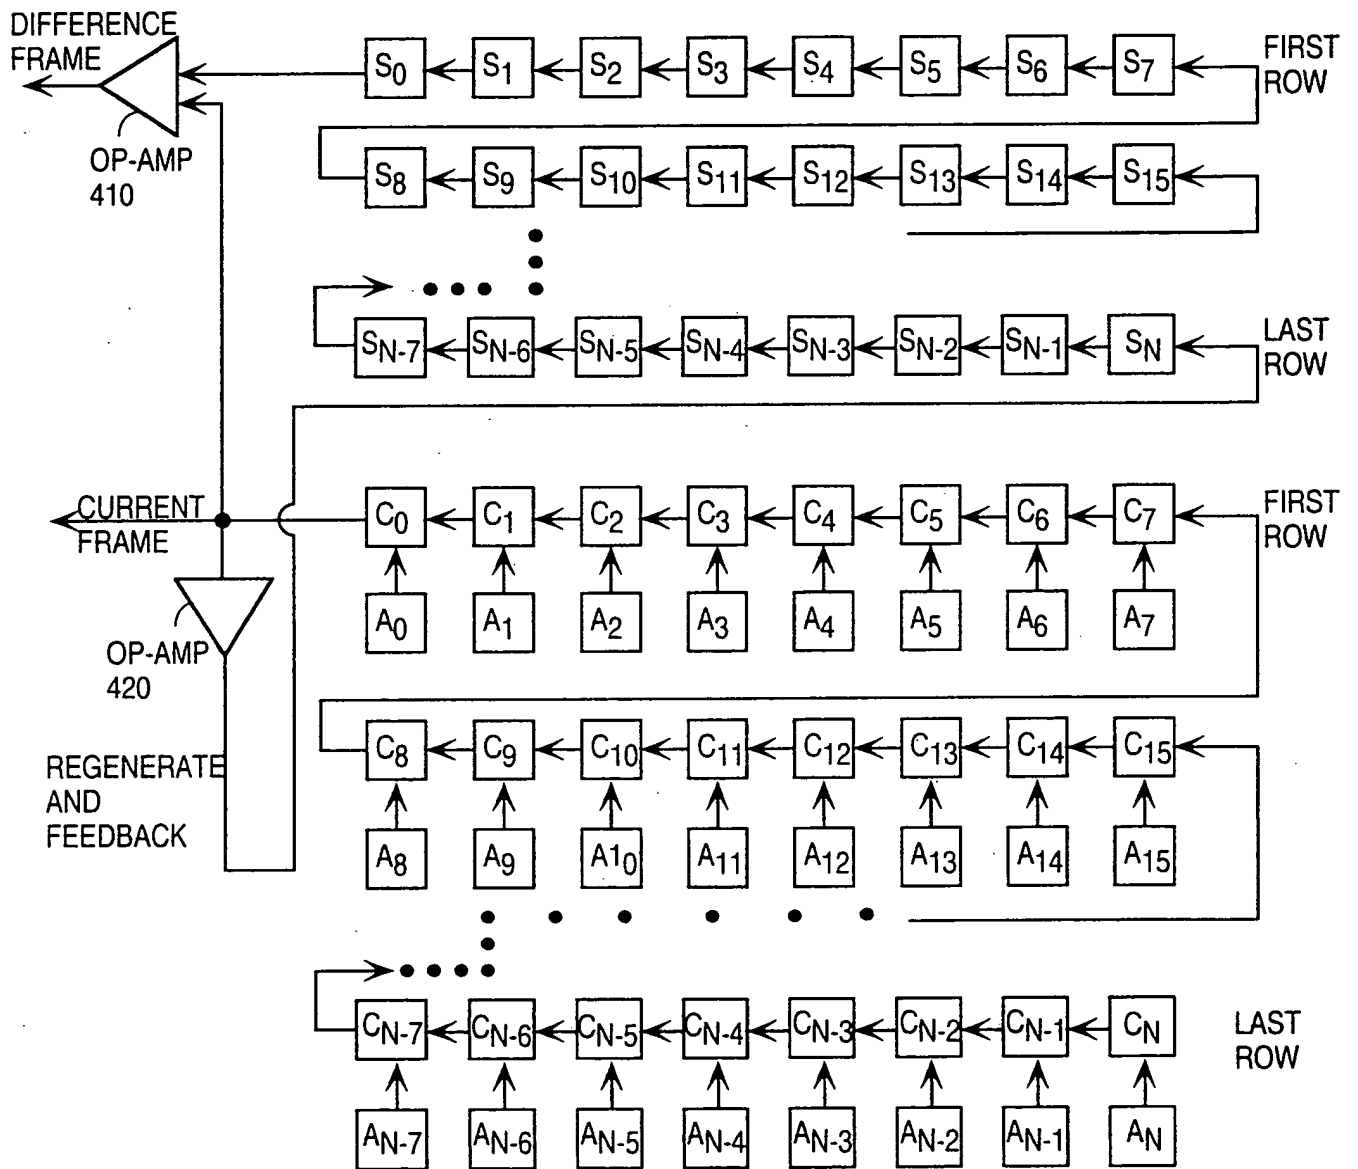 DIFFERENCE
FRAME
S0 S1 S2 S3 S4 S5 S6 S7
FIRST
ROW
OP-AMP
410
S8 S9 S10 S11 S12 S13 S14 S15
SN-7 SN-6 SN-5 SN-4 SN-3 SN-2 SN-1 SN
LAST
ROW
CURRENT
FRAME
C0 C1 C2 C3 C4 C5 C6 C7
FIRST
ROW
A0 A1 A2 A3 A4 A5 A6 A7
OP-AMP
420
C8 C9 C10 C11 C12 C13 C14 C15
REGENERATE
AND
FEEDBACK
A8 A9 A10 A11 A12 A13 A14 A15
CN-7 CN-6 CN-5 CN-4 CN-3 CN-2 CN-1 CN
LAST
ROW
AN-7 AN-6 AN-5 AN-4 AN-3 AN-2 AN-1 AN